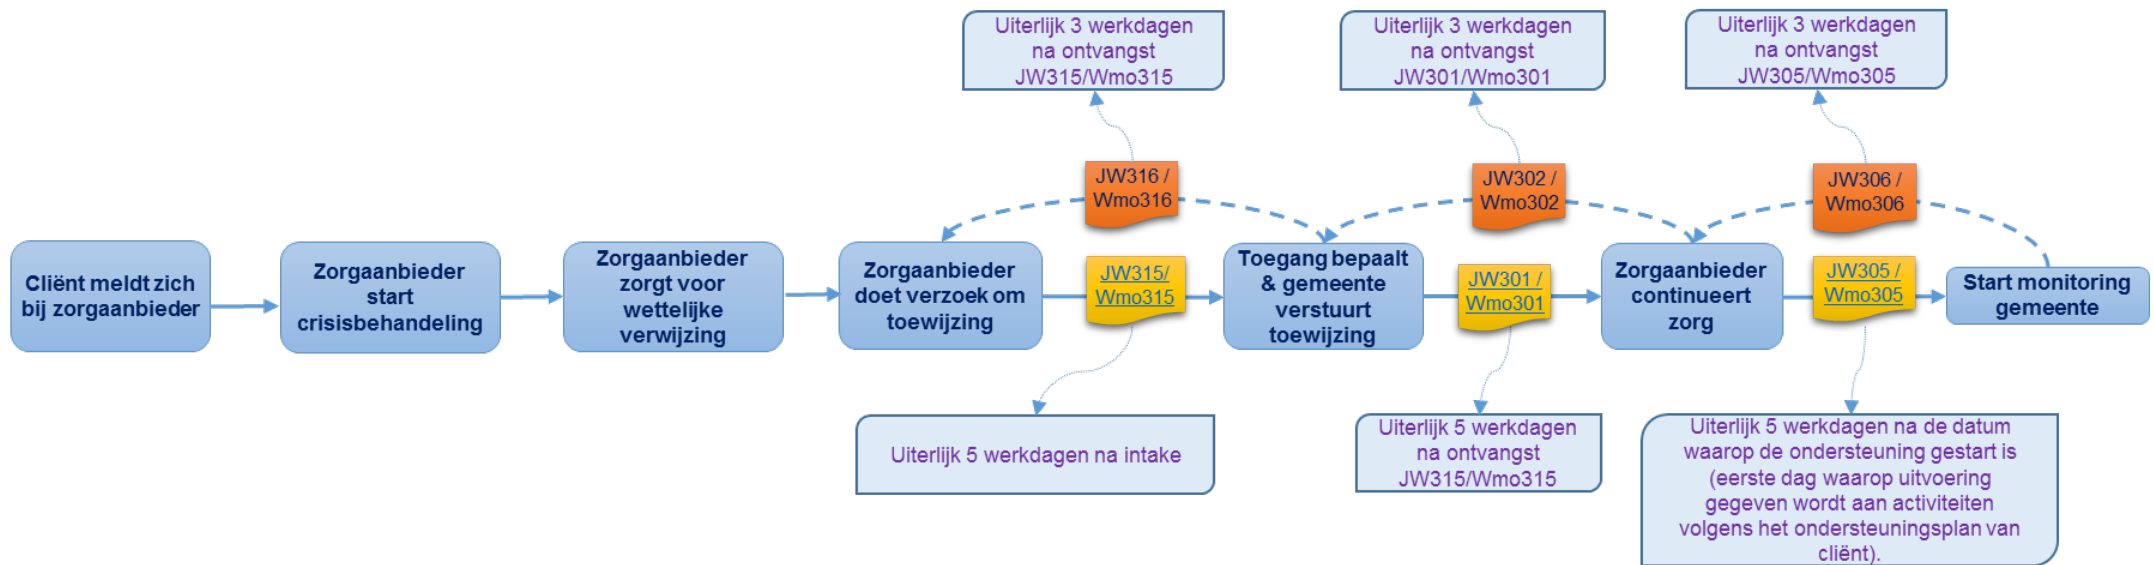 Uiterlijk 3 werkdagen
na ontvangst
JW315/Wmo315
Uiterlijk 3 werkdagen
na ontvangst
JW301/Wmo301
Uiterlijk 3 werkdagen
na ontvangst
JW305/Wmo305
JW316 /
Wmo316
JW302 /
Wmo302
JW306 /
Wmo306
Cliënt meldt zich
bij zorgaanbieder
Zorgaanbieder
start
crisisbehandeling
Zorgaanbieder
zorgt voor
wettelijke
verwijzing
Zorgaanbieder
doet verzoek om
toewijzing
JW315/
Wmo315
Toegang bepaalt
& gemeente
verstuurt
toewijzing
JW301 /
Wmo301
Zorgaanbieder
continueert
zorg
JW305 /
Wmo305
Start monitoring
gemeente
Uiterlijk 5 werkdagen na intake
Uiterlijk 5 werkdagen
na ontvangst
JW315/Wmo315
Uiterlijk 5 werkdagen na de datum
waarop de ondersteuning gestart is
(eerste dag waarop uitvoering
gegeven wordt aan activiteiten
volgens het ondersteuningsplan van
cliënt).